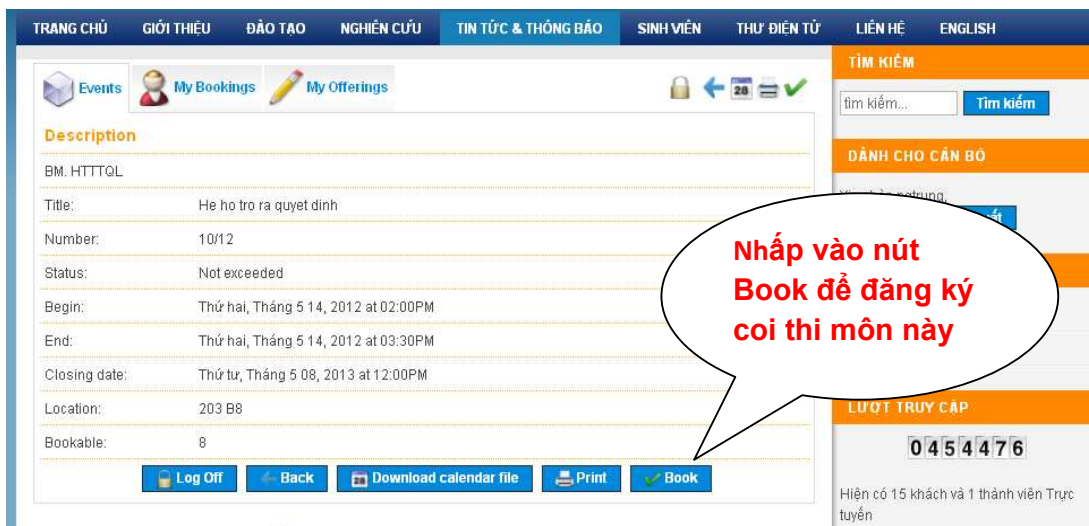 TRANG CHỦ GIỚI THIỆU ĐÀO TẠO NGHIÊN CỨU TIN TỨC & THÔNG BÁO SINH VIÊN THƯ ĐIỆN TỬ LIÊN HỆ ENGLISH
Events My Bookings My Offerings
28
Description
BM. HTTTQL
Title: He ho tro ra quyet dinh
Number: 10/12
Status: Not exceeded
Begin: Thứ hai, Tháng 5 14, 2012 at 02:00PM
End: Thứ hai, Tháng 5 14, 2012 at 03:30PM
Closing date: Thứ tư, Tháng 5 08, 2013 at 12:00PM
Location: 203 B8
Bookable: 8
Log Off Back Download calendar file Print Book
Nhấp vào nút
Book để đăng ký
coi thi môn này
TÌM KIẾM
tìm kiếm... Tìm kiếm
DÀNH CHO CÁN BỘ
LƯỢT TRUY CẬP
0454476
Hiện có 15 khách và 1 thành viên Trực
tuyến